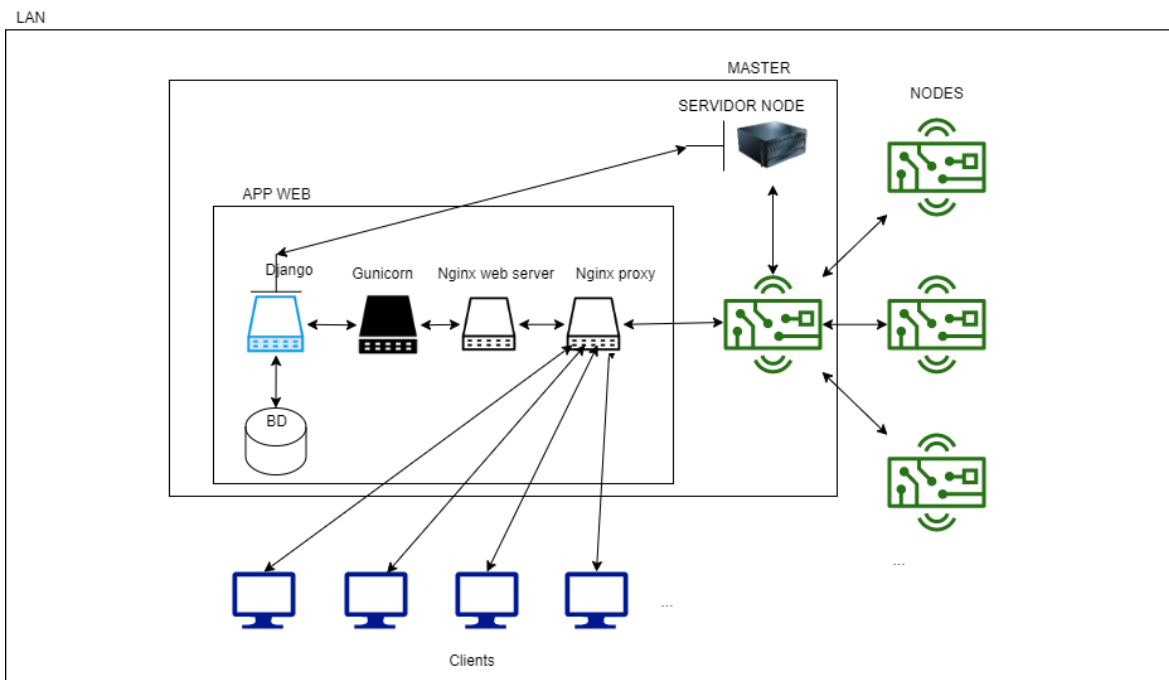 LAN
MASTER
SERVIDOR NODE
NODES
APP WEB
Django
Gunicorn
Nginx web server
Nginx proxy
BD
...
...
Clients